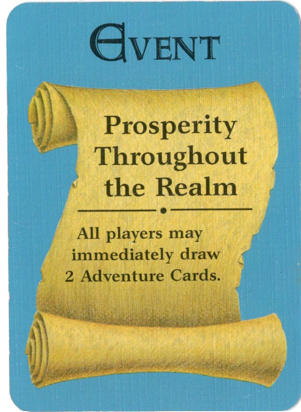 EVENT
Prosperity
Throughout
the Realm
All players may
immediately draw
2 Adventure Cards.